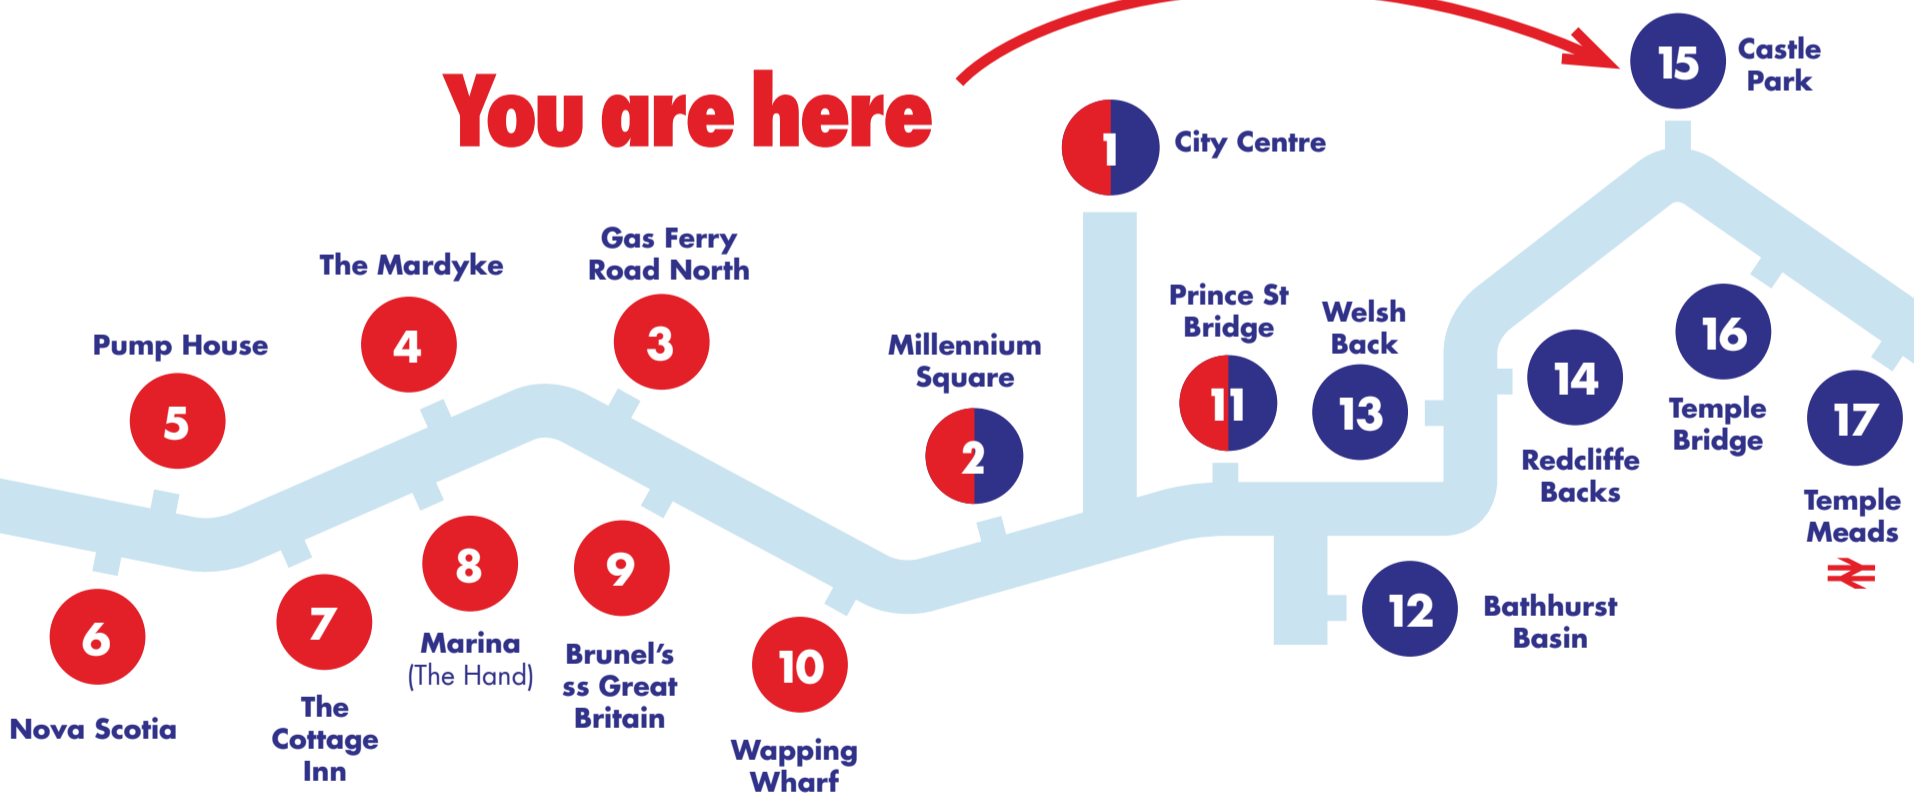 You are here
15
Castle
Park
1
City Centre
Gas Ferry
Road North
3
The Mardyke
4
Pump House
5
Millennium
Square
2
Prince St
Bridge
11
Welsh
Back
13
14
Redcliffe
Backs
16
Temple
Bridge
17
Temple
Meads
6
Nova Scotia
7
The
Cottage
Inn
8
Marina
(The Hand)
9
Brunel’s
ss Great
Britain
10
Wapping
Wharf
12
Bathhurst
Basin